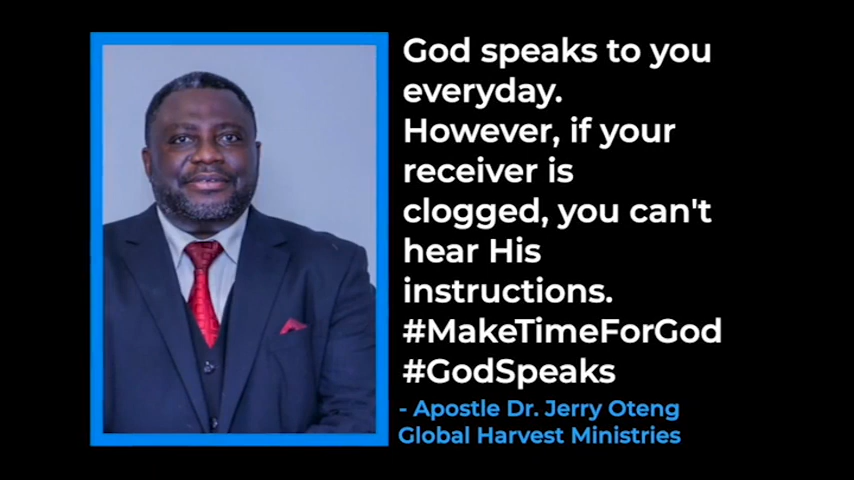 God speaks to you
everyday.
However, if your
receiver is
clogged, you can't
hear His
instructions.
#MakeTimeForGod
#GodSpeaks
- Apostle Dr. Jerry Oteng
Global Harvest Ministries